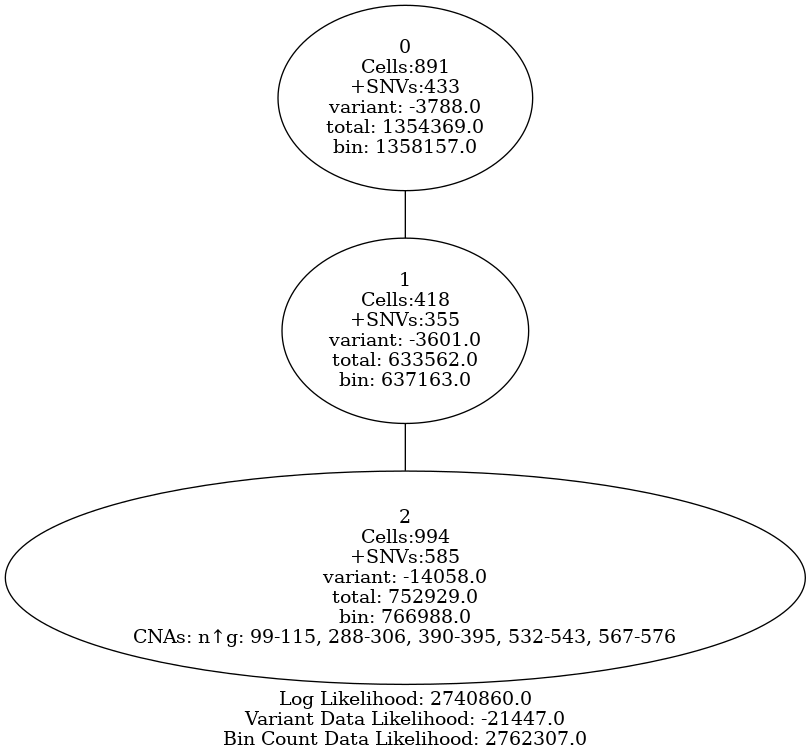 0
Cells:891
+SNVs:433
variant: -3788.0
total: 1354369.0
bin: 1358157.0
1
Cells:418
+SNVs:355
variant: -3601.0
total: 633562.0
bin: 637163.0
2
Cells:994
+SNVs:585
variant: -14058.0
total: 752929.0
bin: 766988.0
CNAs: n↑g: 99-115, 288-306, 390-395, 532-543, 567-576
Log Likelihood: 2740860.0
Variant Data Likelihood: -21447.0
Bin Count Data Likelihood: 2762307.0